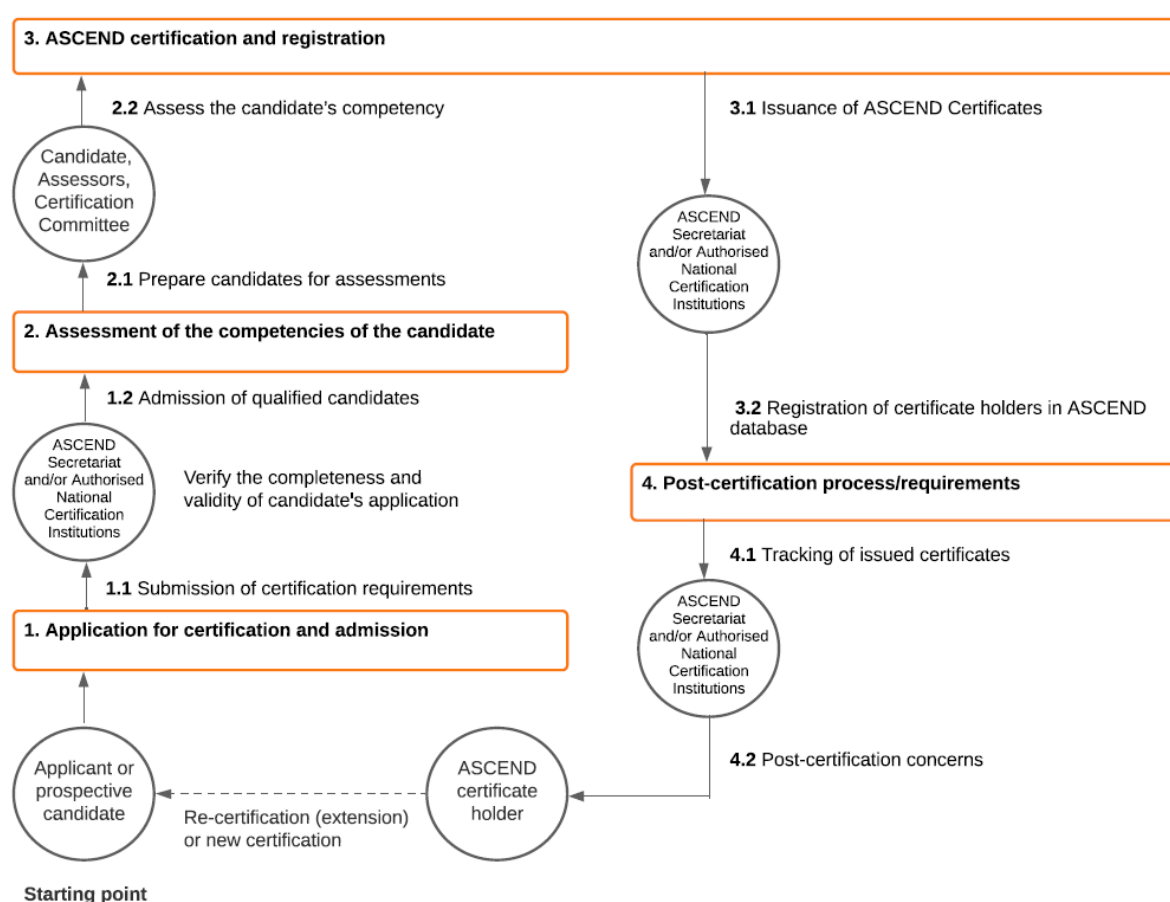 3. ASCEND certification and registration
2.2 Assess the candidate's competency
3.1 Issuance of ASCEND Certificates
Candidate,
Assessors,
Certification
Committee
ASCEND
Secretariat
and/or Authorised
National
Certification
Institutions
2.1 Prepare candidates for assessments
2. Assessment of the competencies of the candidate
1.2 Admission of qualified candidates
3.2 Registration of certificate holders in ASCEND
database
ASCEND
Secretariat
and/or Authorised
National
Certification
Institutions
Verify the completeness and
validity of candidate's application
4. Post-certification process/requirements
4.1 Tracking of issued certificates
1.1 Submission of certification requirements
ASCEND
Secretariat
and/or Authorised
National
Certification
Institutions
1. Application for certification and admission
4.2 Post-certification concerns
Applicant or
prospective
candidate
Re-certification (extension)
or new certification
ASCEND
certificate
holder
Starting point